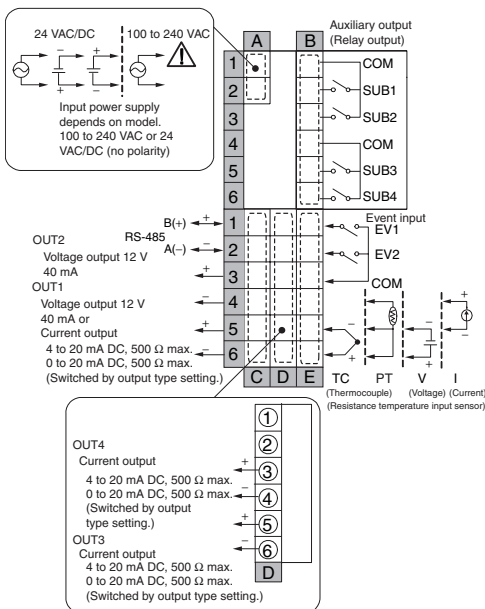 24 VAC/DC
100 to 240 VAC
Input power supply
depends on model.
100 to 240 VAC or 24
VAC/DC (no polarity)
A
B
1
2
3
4
5
6
Auxiliary output
(Relay output)
COM
SUB1
SUB2
COM
SUB3
SUB4
B(+)
RS-485
A(−)
OUT2
Voltage output 12 V
40 mA
OUT1
Voltage output 12 V
40 mA or
Current output
4 to 20 mA DC, 500 Ω max.
0 to 20 mA DC, 500 Ω max.
(Switched by output type setting.)
1
2
3
4
5
6
C
D
E
Event input
EV1
EV2
COM
TC
PT
V
I
(Thermocouple)
(Voltage)
(Current)
(Resistance temperature input sensor)
OUT4
Current output
4 to 20 mA DC, 500 Ω max.
0 to 20 mA DC, 500 Ω max.
(Switched by output
type setting.)
OUT3
Current output
4 to 20 mA DC, 500 Ω max.
0 to 20 mA DC, 500 Ω max.
(Switched by output type setting.)
①
②
③
④
⑤
⑥
D